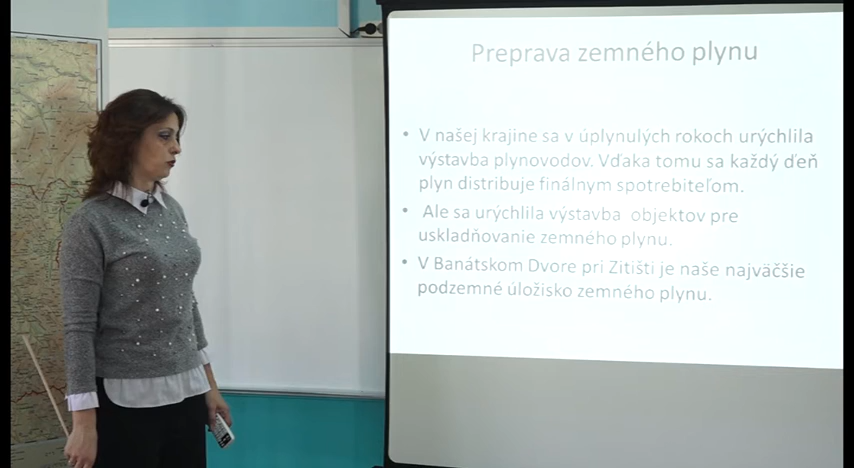 Preprava zemného plynu
• V našej krajine sa v úplynulých rokoch urýchlila
výstavba plynovodov. Vďaka tomu sa každý ďeň
plyn distribuje finálnym spotrebiteľom.
• Ale sa urýchlila výstavba objektov pre
uskladňovanie zemného plynu.
• V Banátskom Dvore pri Zitišti je naše najväčšie
podzemné úložisko zemného plynu.